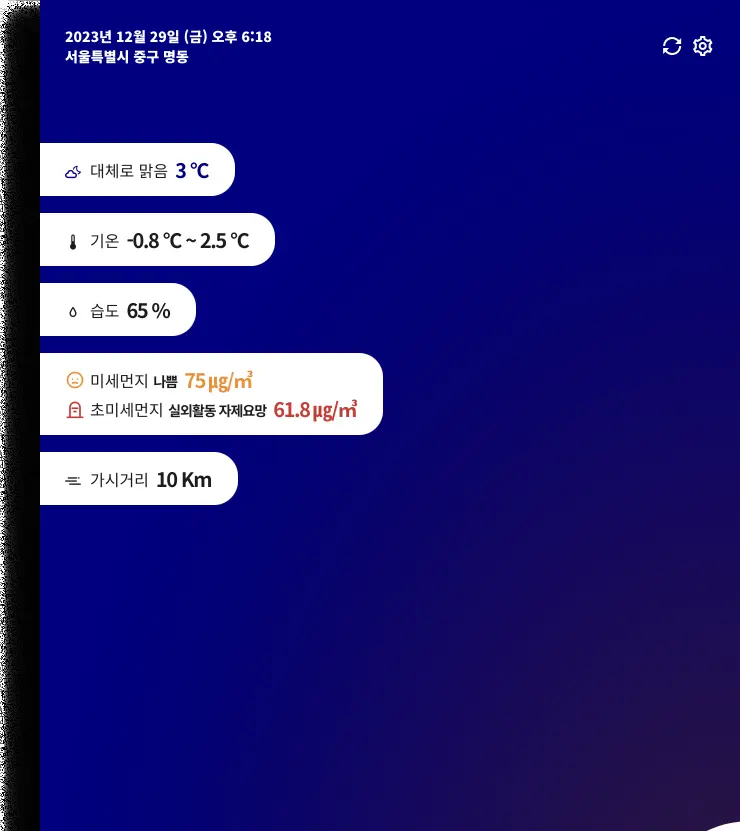 2023년 12월 29일 (금) 오후 6:18
서울특별시 중구 명동
대체로 맑음 3 ℃
기온 -0.8 ℃ ~ 2.5 ℃
습도 65 %
미세먼지 나쁨 75 µg/㎥
초미세먼지 실외활동 자제요망 61.8 µg/㎥
가시거리 10 Km